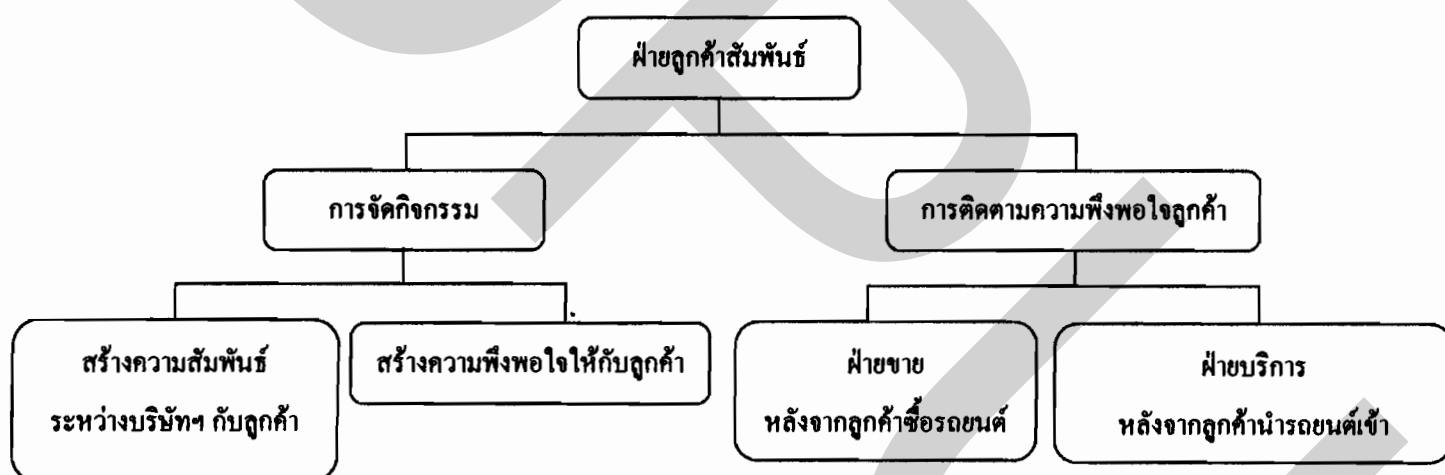 ฝ่ายลูกค้าสัมพันธ์
การจัดกิจกรรม
การติดตามความพึงพอใจลูกค้า
สร้างความสัมพันธ์
ระหว่างบริษัทฯ กับลูกค้า
สร้างความพึงพอใจให้กับลูกค้า
ฝ่ายขาย
หลังจากลูกค้าซื้อรถยนต์
ฝ่ายบริการ
หลังจากลูกค้านำรถยนต์เข้า